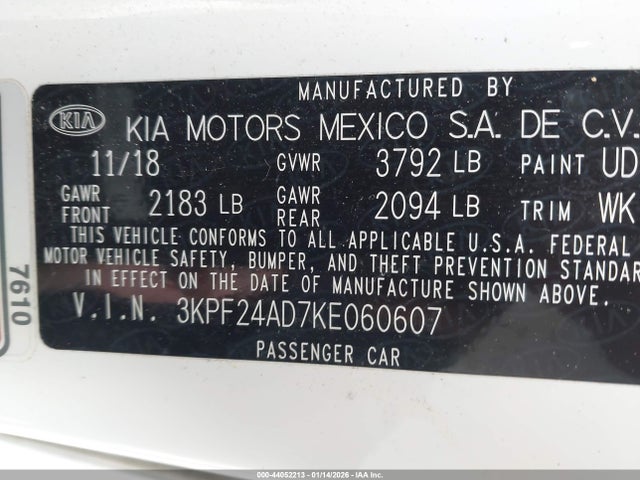 MANUFACTURED BY
KIA KIA MOTORS MEXICO S.A. DE C.V.
11/18 GVWR 3792 LB PAINT UD
GAWR FRONT 2183 LB GAWR REAR 2094 LB TRIM WK
THIS VEHICLE CONFORMS TO ALL APPLICABLE U.S.A. FEDERAL
MOTOR VEHICLE SAFETY, BUMPER, AND THEFT PREVENTION STANDAR
IN EFFECT ON THE DATE OF MANUFACTURE SHOWN ABOVE.
V.I.N. 3KPF24AD7KE060607
PASSENGER CAR
7610
000-44052213 - 01/14/2026 - IAA Inc.